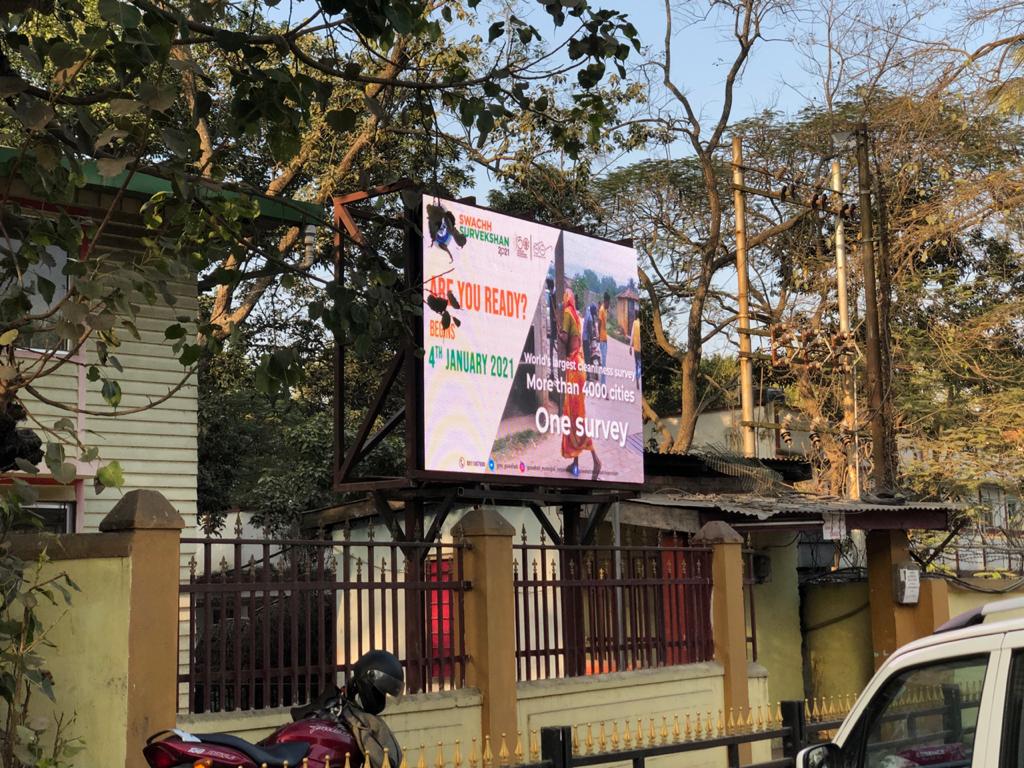 SWACHH
SURVEKSHAN
2021
ARE YOU READY?
BEGINS
4TH JANUARY 2021
World's largest cleanliness survey
More than 4000 cities
One survey